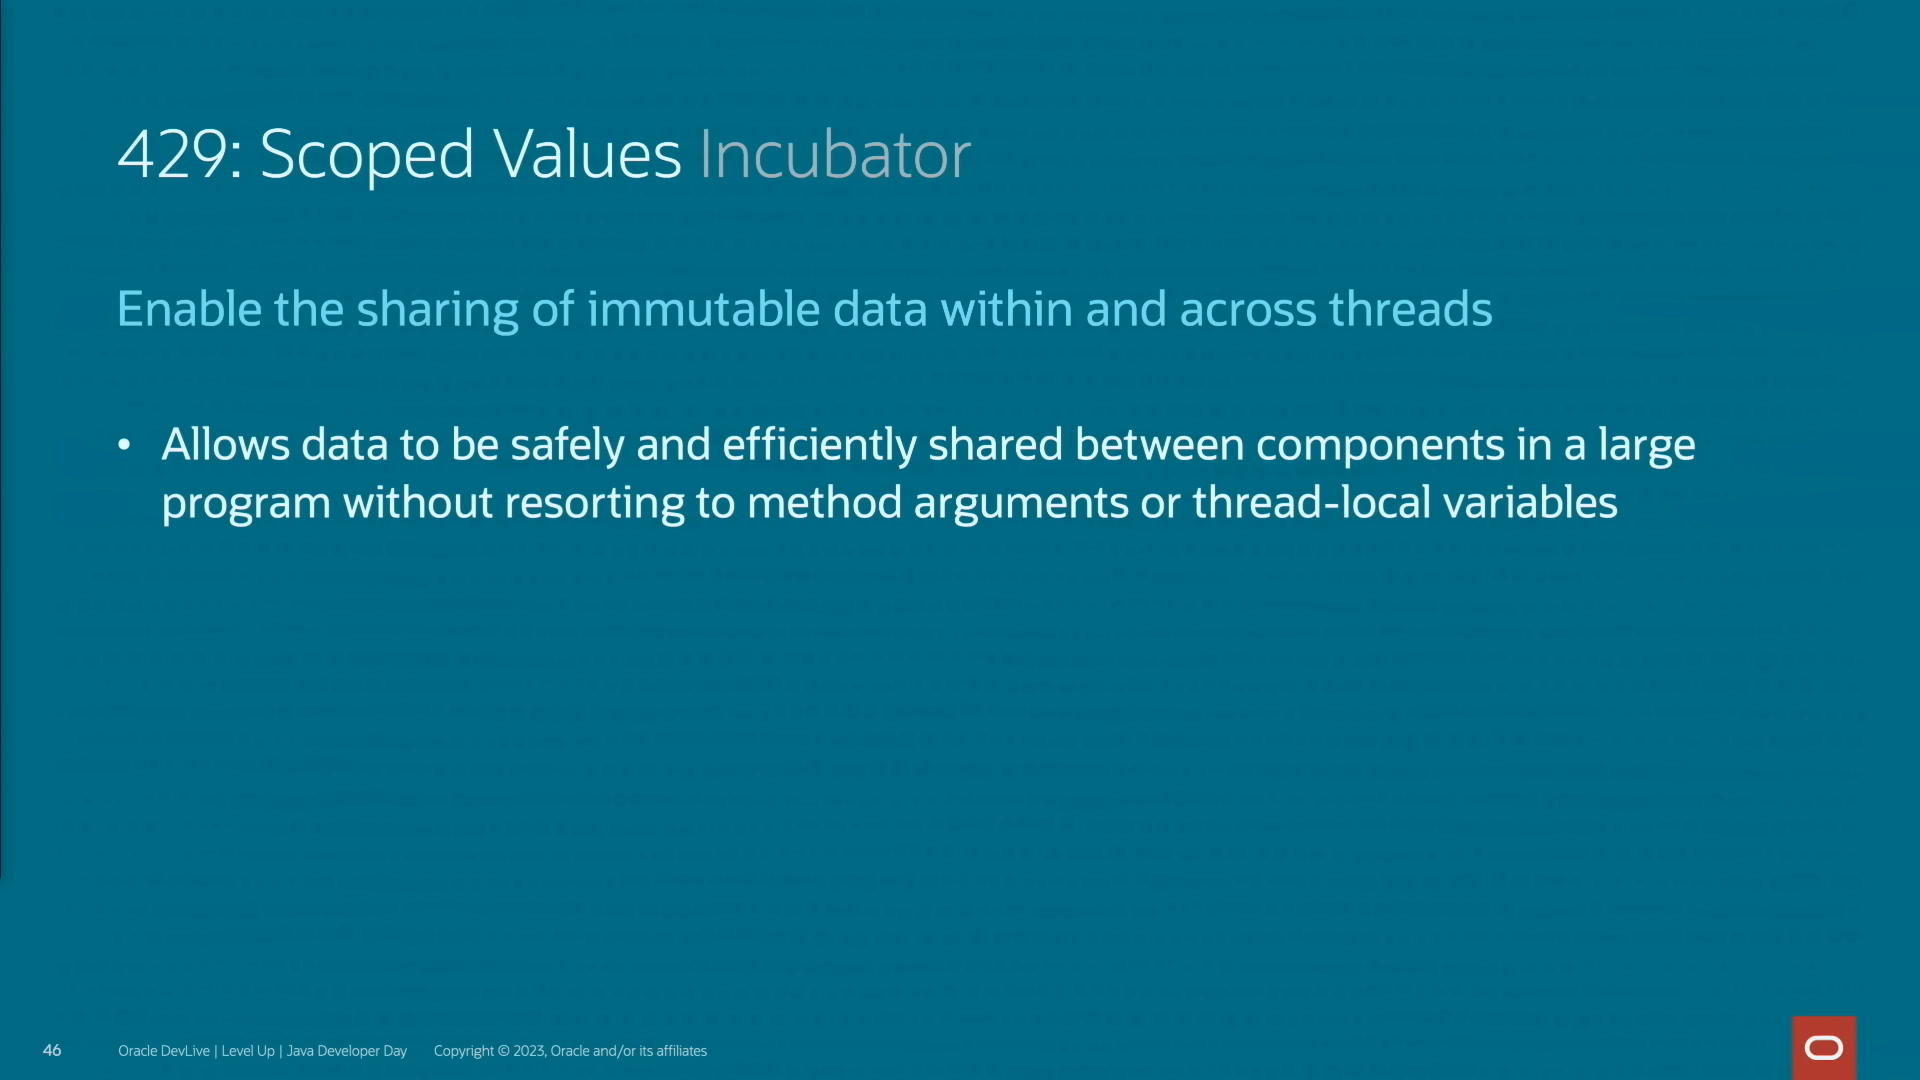 429: Scoped Values Incubator
Enable the sharing of immutable data within and across threads
• Allows data to be safely and efficiently shared between components in a large
program without resorting to method arguments or thread-local variables
46 Oracle DevLive | Level Up | Java Developer Day Copyright © 2023, Oracle and/or its affiliates